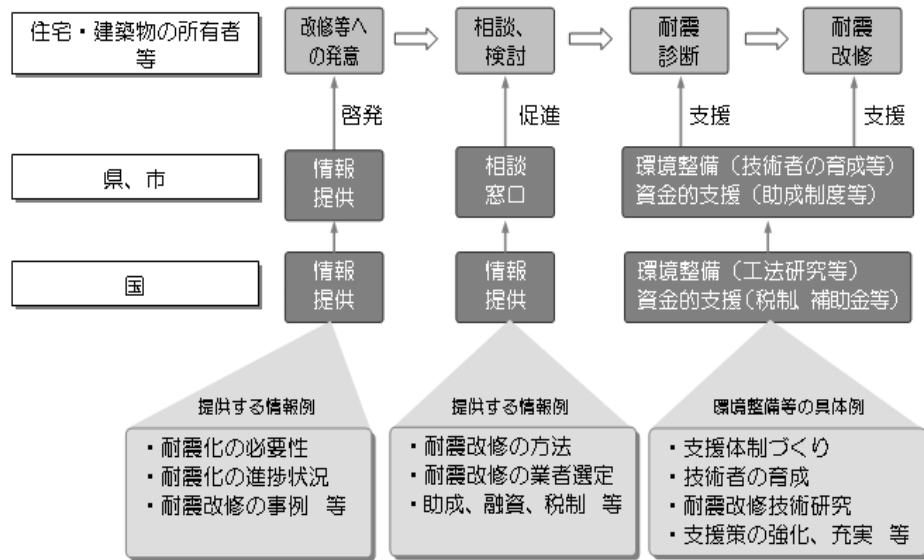 住宅・建築物の所有者
等
改修等へ
の発意
相談、
検討
耐震
診断
耐震
改修
啓発
促進
支援
支援
県、市
情報
提供
相談
窓口
環境整備（技術者の育成等）
資金的支援（助成制度等）
国
情報
提供
情報
提供
環境整備（工法研究等）
資金的支援（税制、補助金等）
提供する情報例
・耐震化の必要性
・耐震化の進捗状況
・耐震改修の事例　等
提供する情報例
・耐震改修の方法
・耐震改修の業者選定
・助成、融資、税制　等
環境整備等の具体例
・支援体制づくり
・技術者の育成
・耐震改修技術研究
・支援策の強化、充実　等